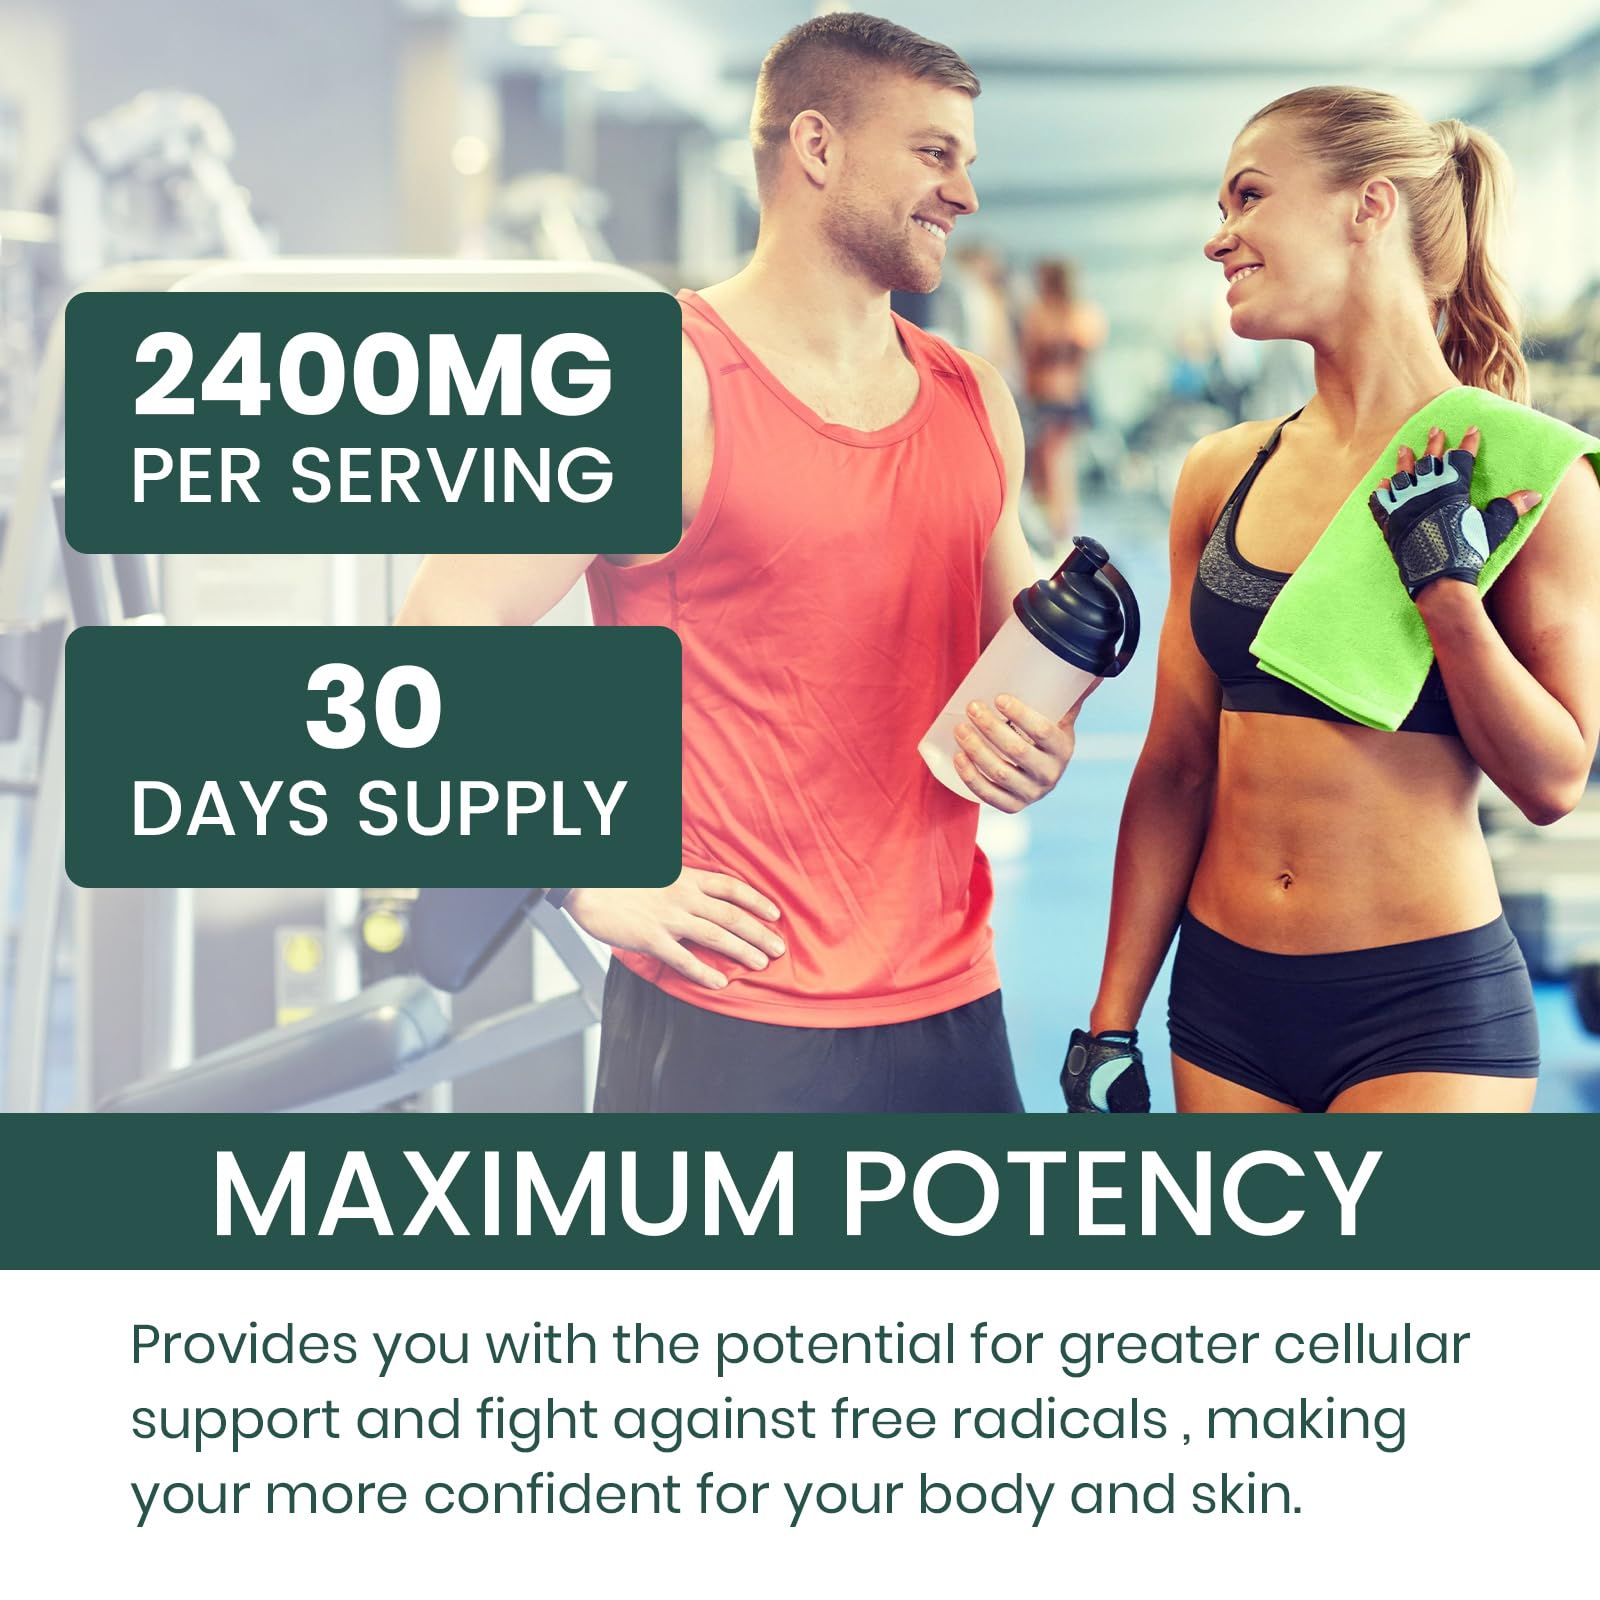 2400MG
PER SERVING
30
DAYS SUPPLY
MAXIMUM POTENCY
Provides you with the potential for greater cellular
support and fight against free radicals , making
your more confident for your body and skin.